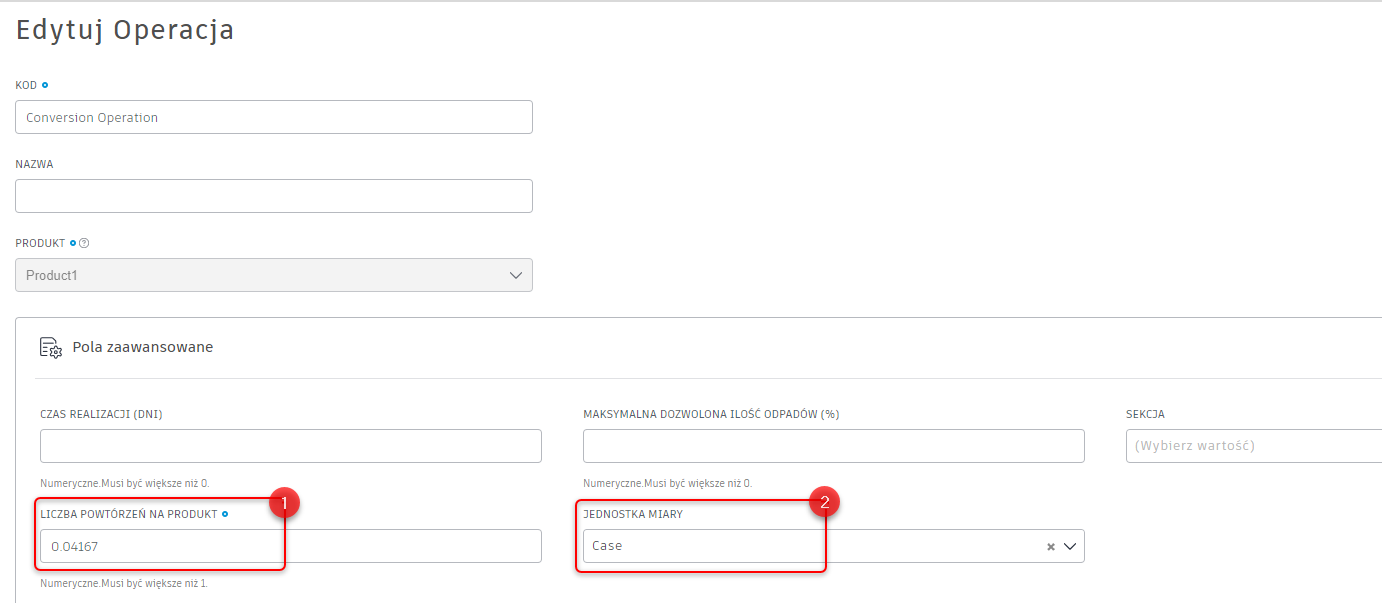 Edytuj Operacja
KOD
Conversion Operation
NAZWA
PRODUKT ?
Product1
Pola zaawansowane
CZAS REALIZACJI (DNI)
MAKSYMALNA DOZWOLONA ILOŚĆ ODPADÓW (%)
SEKCJA
(Wybierz wartość)
Numeryczne.Musi być większe niż 0.
Numeryczne.Musi być większe niż 0.
1
LICZBA POWTÓRZEŃ NA PRODUKT
2
JEDNOSTKA MIARY
0.04167
Case
Numeryczne.Musi być większe niż 1.